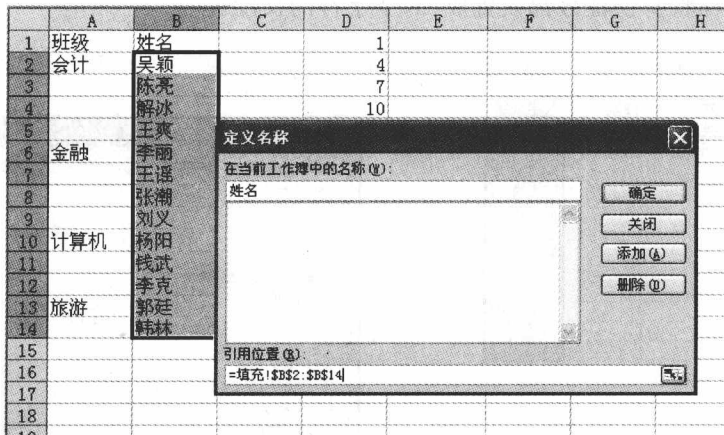 A B C D E F G H
1 班级 姓名 1
2 会计 吴颖 4
3 陈亮 7
4 解冰 10
5 王爽
6 金融 李丽
7 王谣
8 张潮
9 刘义
10 计算机 杨阳
11 钱武
12 李克
13 旅游 郭廷
14 韩林
15
16
17
18
定义名称
在当前工作簿中的名称(W):
姓名
确定
关闭
添加(A)
删除(D)
引用位置(R):
=填充!$B$2:$B$14